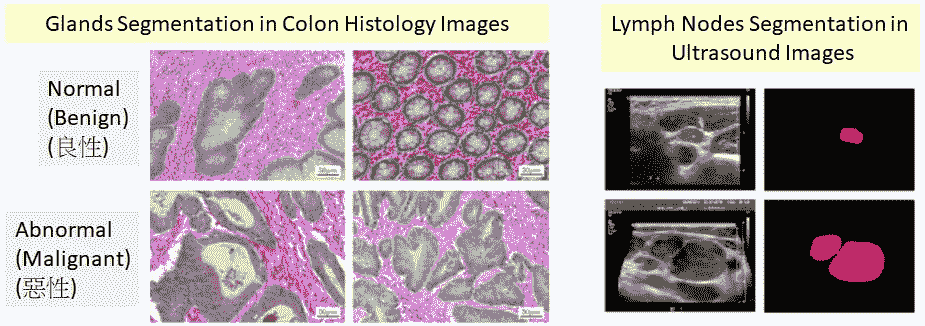 Glands Segmentation in Colon Histology Images
Lymph Nodes Segmentation in
Ultrasound Images
Normal
(Benign)
(良性)
Abnormal
(Malignant)
(惡性)